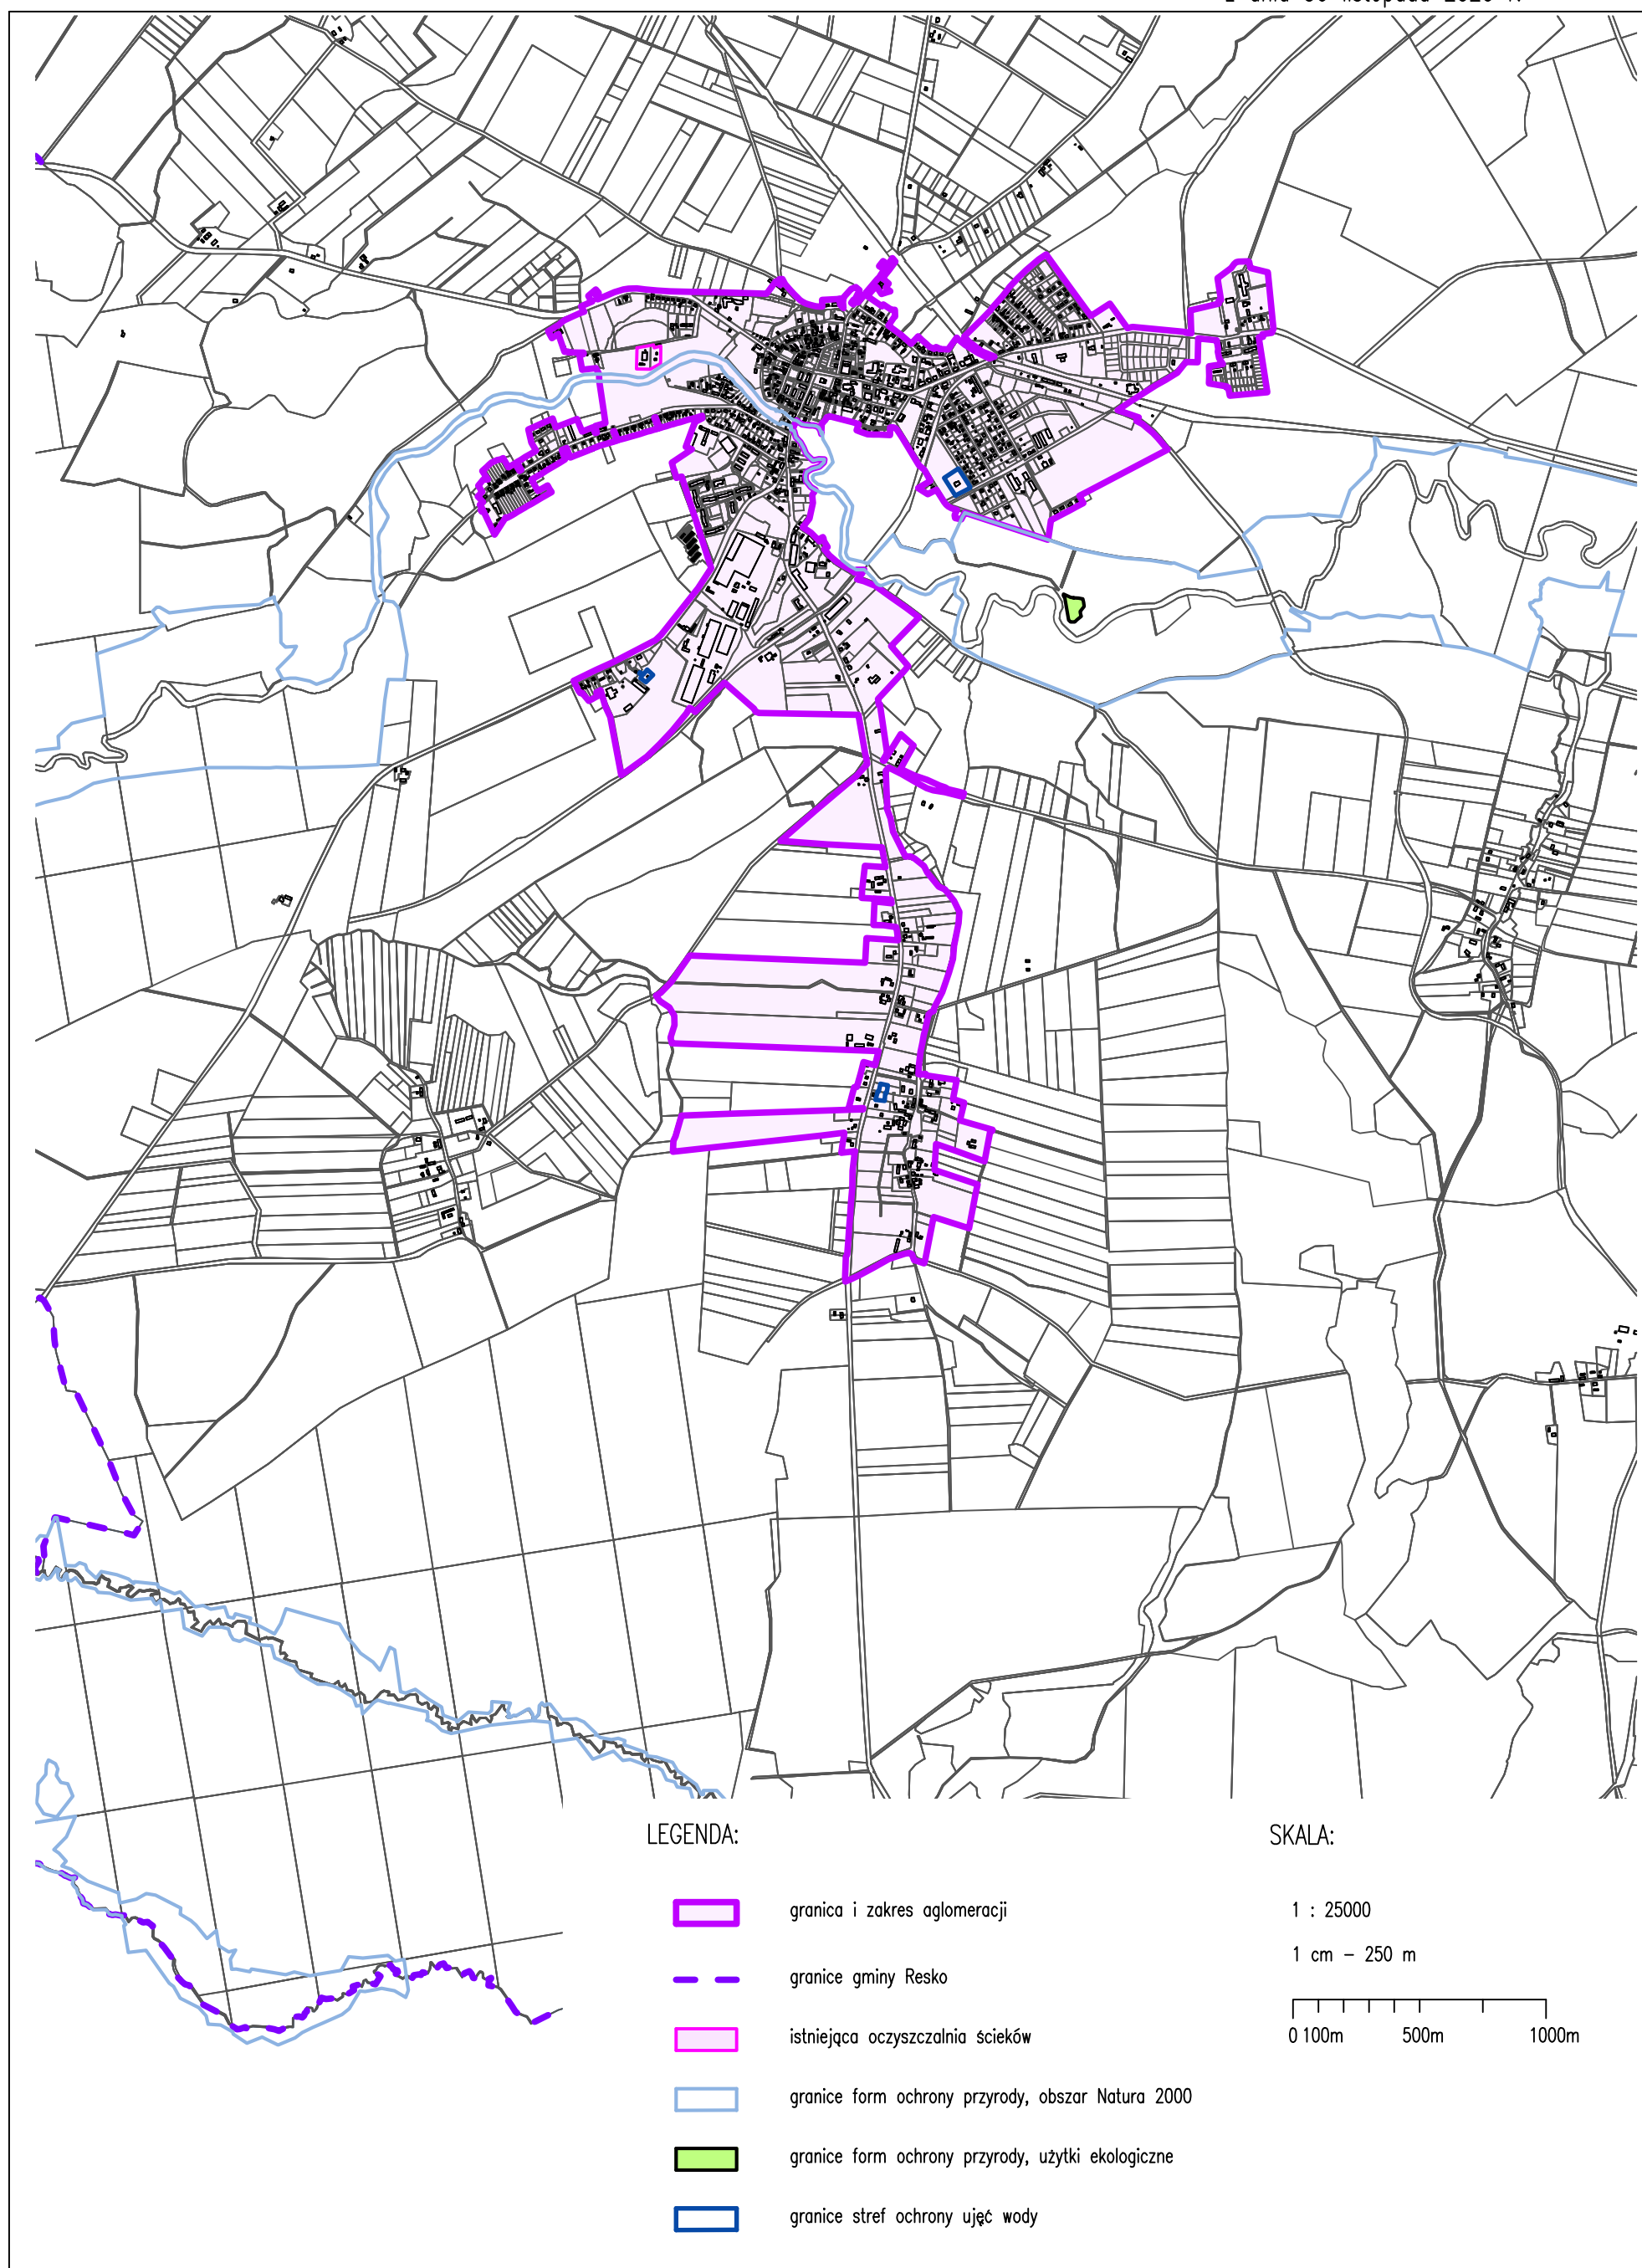 LEGENDA:
granica i zakres aglomeracji
granice gminy Resko
istniejąca oczyszczalnia ścieków
granice form ochrony przyrody, obszar Natura 2000
granice form ochrony przyrody, użytki ekologiczne
granice stref ochrony ujęć wody
SKALA:
1 : 25000
1 cm – 250 m
0 100m 500m 1000m